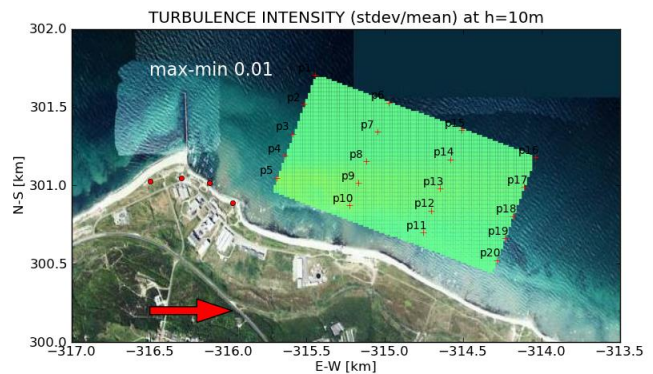 TURBULENCE INTENSITY (stdev/mean) at h=10m
302.0
max-min 0.01
p1
p2
p6
301.5
p3
p7
p15
p4
p8
p14
p16
p5
p9
p13
p17
301.0
p10
p12
p18
p11
p19
p20
300.5
300.0
N-S [km]
−317.0 −316.5 −316.0 −315.5 −315.0 −314.5 −314.0 −313.5
E-W [km]